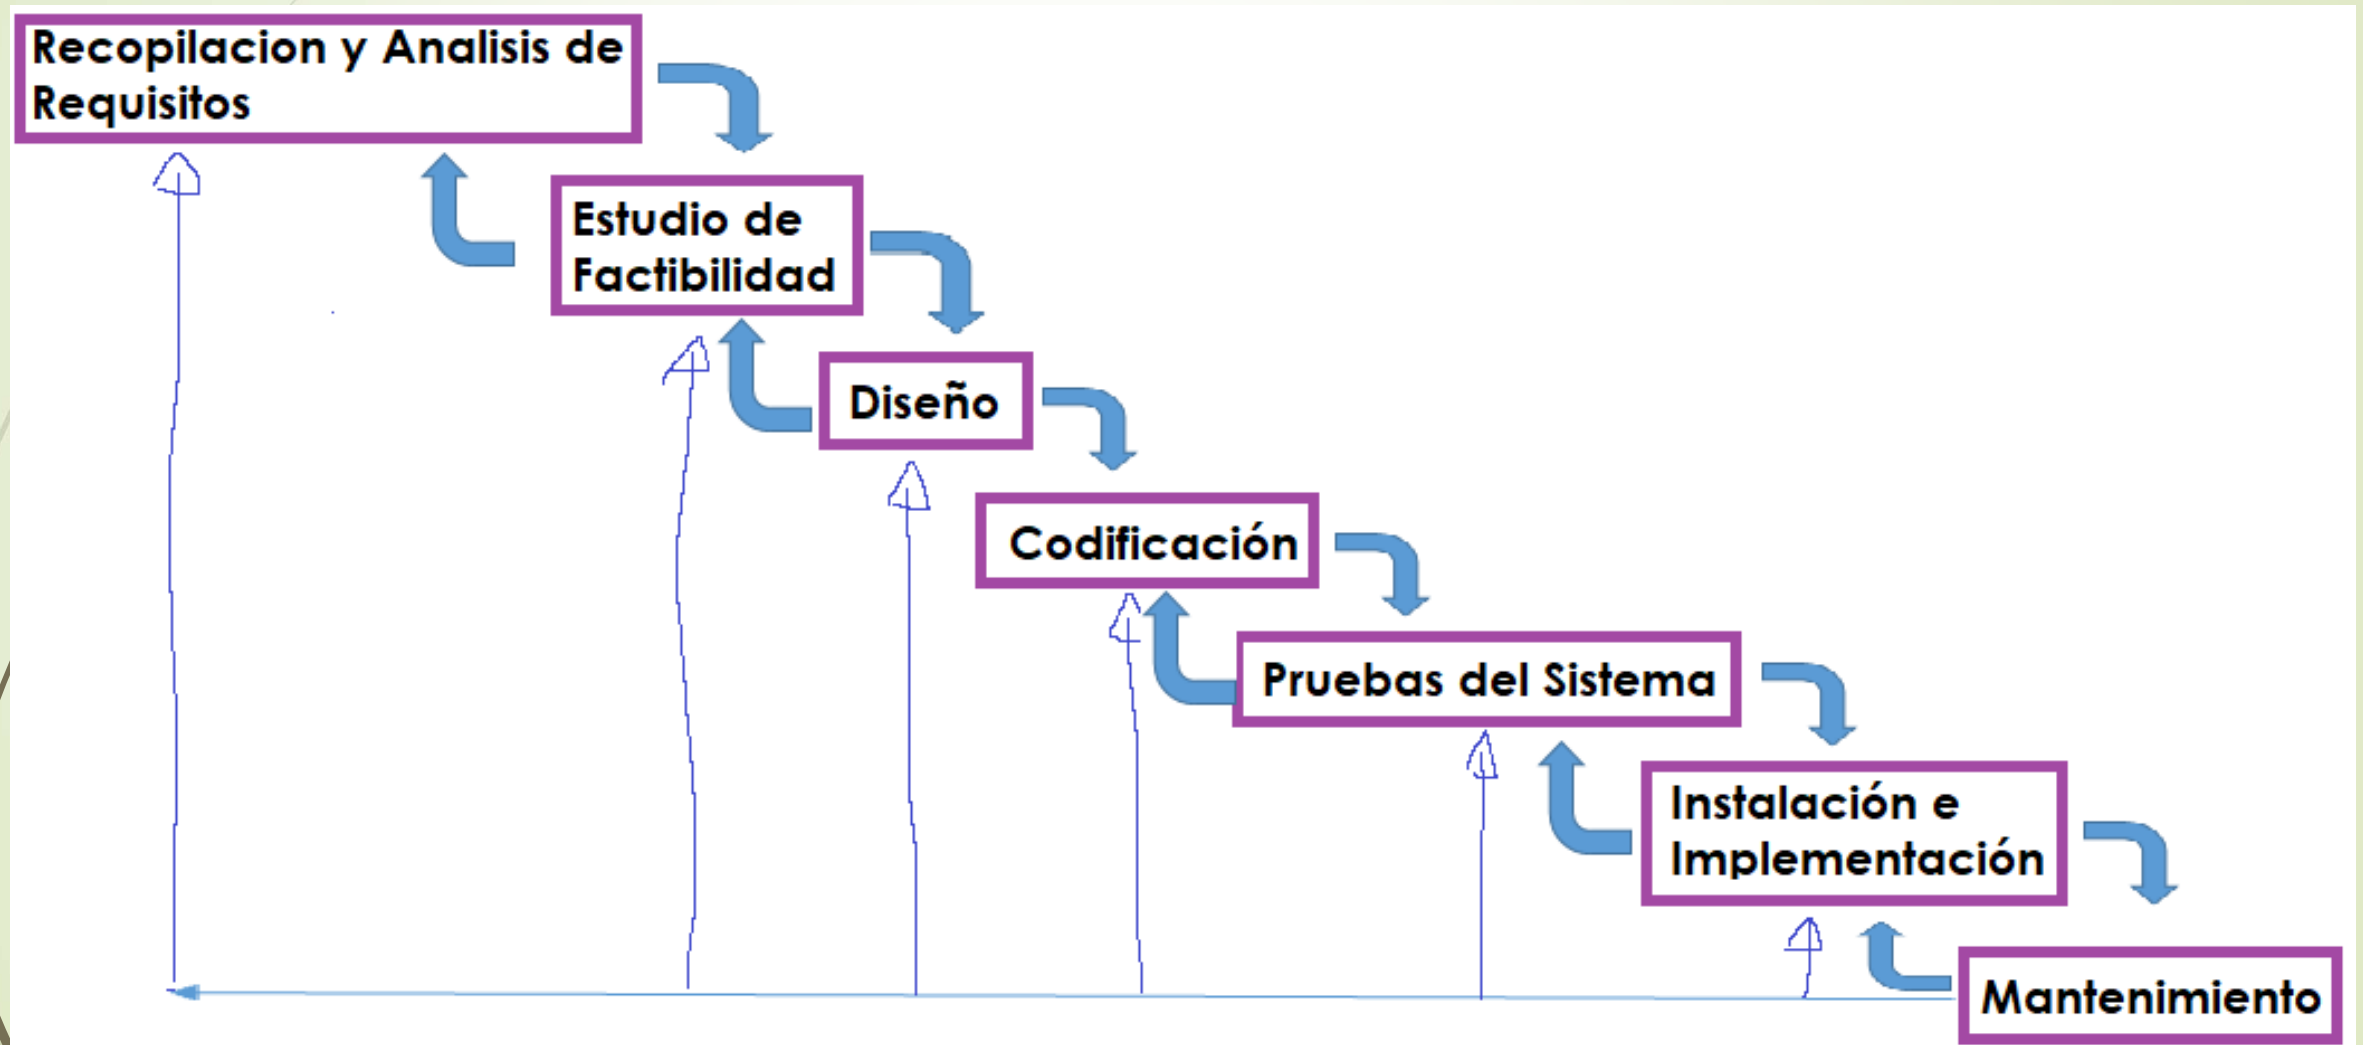 Recopilacion y Analisis de
Requisitos
Estudio de
Factibilidad
Diseño
Codificación
Pruebas del Sistema
Instalación e
Implementación
Mantenimiento